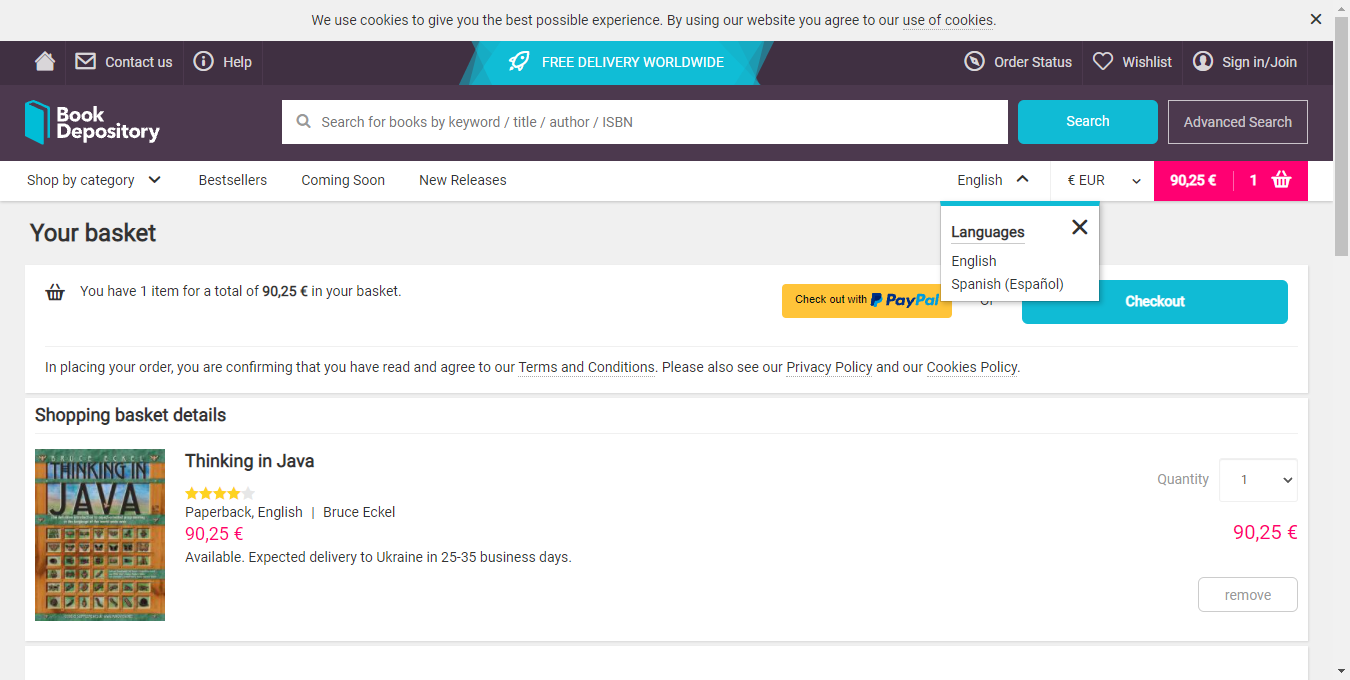 We use cookies to give you the best possible experience. By using our website you agree to our use of cookies.
Contact us
Help
FREE DELIVERY WORLDWIDE
Order Status
Wishlist
Sign in/Join
Book
Depository
Search for books by keyword / title / author / ISBN
Search
Advanced Search
Shop by category
Bestsellers
Coming Soon
New Releases
English
€ EUR
90,25 €
1
Languages
English
Spanish (Español)
Your basket
You have 1 item for a total of 90,25 € in your basket.
Check out with PayPal
Checkout
In placing your order, you are confirming that you have read and agree to our Terms and Conditions. Please also see our Privacy Policy and our Cookies Policy.
Shopping basket details
BRUCE ECKEL
THINKING IN
JAVA
Thinking in Java
Paperback, English | Bruce Eckel
90,25 €
Available. Expected delivery to Ukraine in 25-35 business days.
Quantity
1
90,25 €
remove